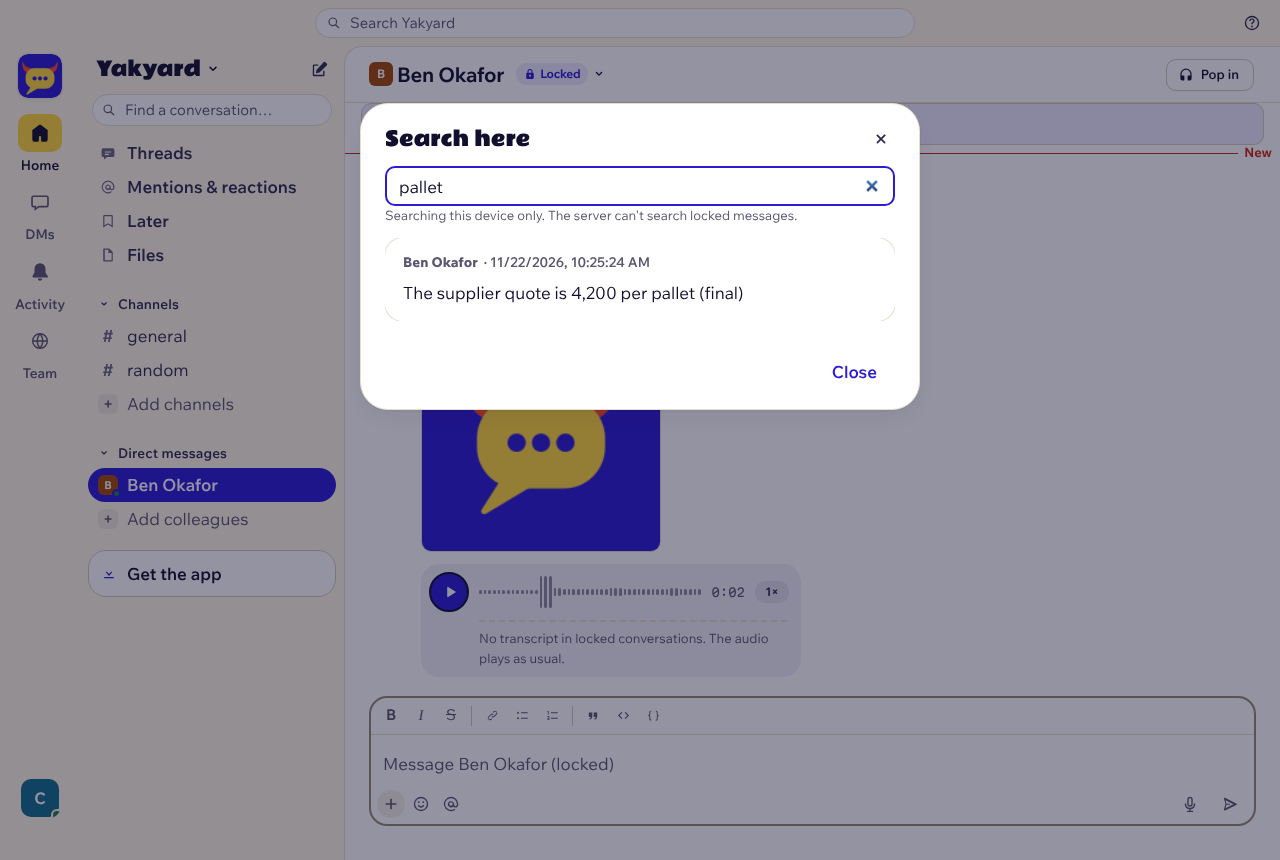 Search Yakyard
Yakyard
Find a conversation…
Home
DMs
Activity
Team
C
Threads
Mentions & reactions
Later
Files
Channels
# general
# random
+ Add channels
Direct messages
B Ben Okafor
+ Add colleagues
Get the app
B Ben Okafor Locked
Pop in
New
Search here
pallet
Searching this device only. The server can't search locked messages.
Ben Okafor · 11/22/2026, 10:25:24 AM
The supplier quote is 4,200 per pallet (final)
Close
0:02 1×
No transcript in locked conversations. The audio
plays as usual.
B I S
Message Ben Okafor (locked)